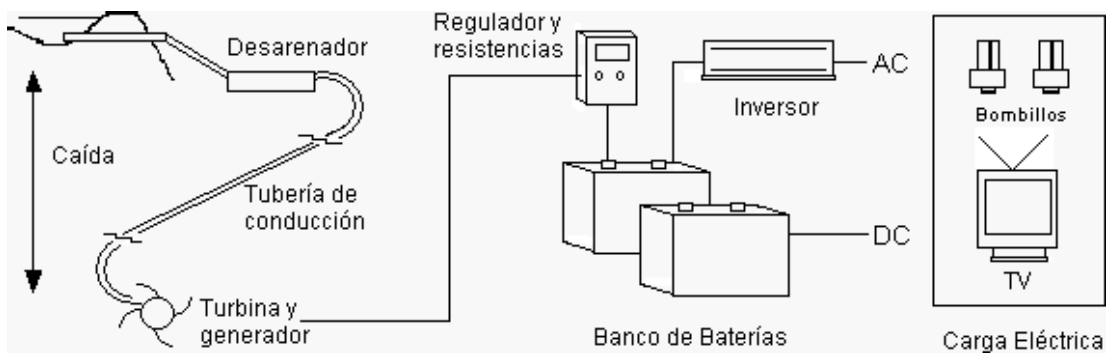 Desarenador
Caída
Tubería de
conducción
Turbina y
generador
Regulador y
resistencias
Inversor
AC
DC
Banco de Baterías
Bombillos
TV
Carga Eléctrica